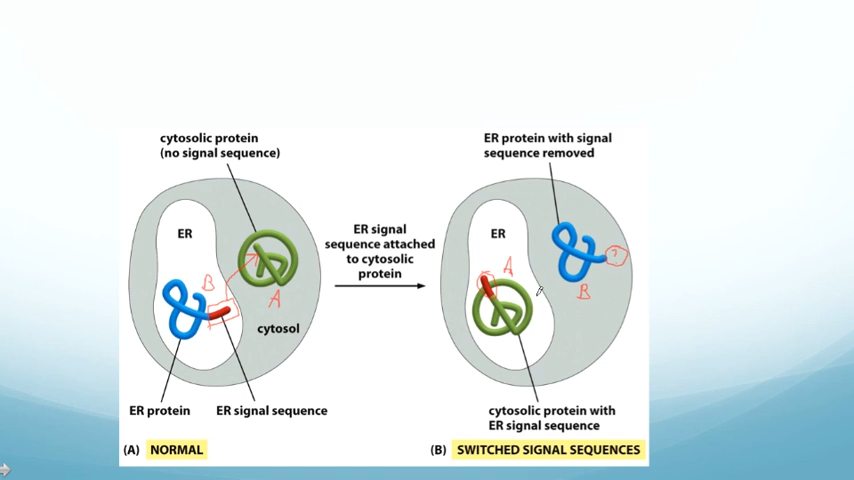 cytosolic protein
(no signal sequence)
ER protein with signal
sequence removed
ER
B
A
cytosol
ER signal
sequence attached
to cytosolic
protein
ER
A
?
B
ER protein
ER signal sequence
cytosolic protein with
ER signal sequence
(A) NORMAL
(B) SWITCHED SIGNAL SEQUENCES